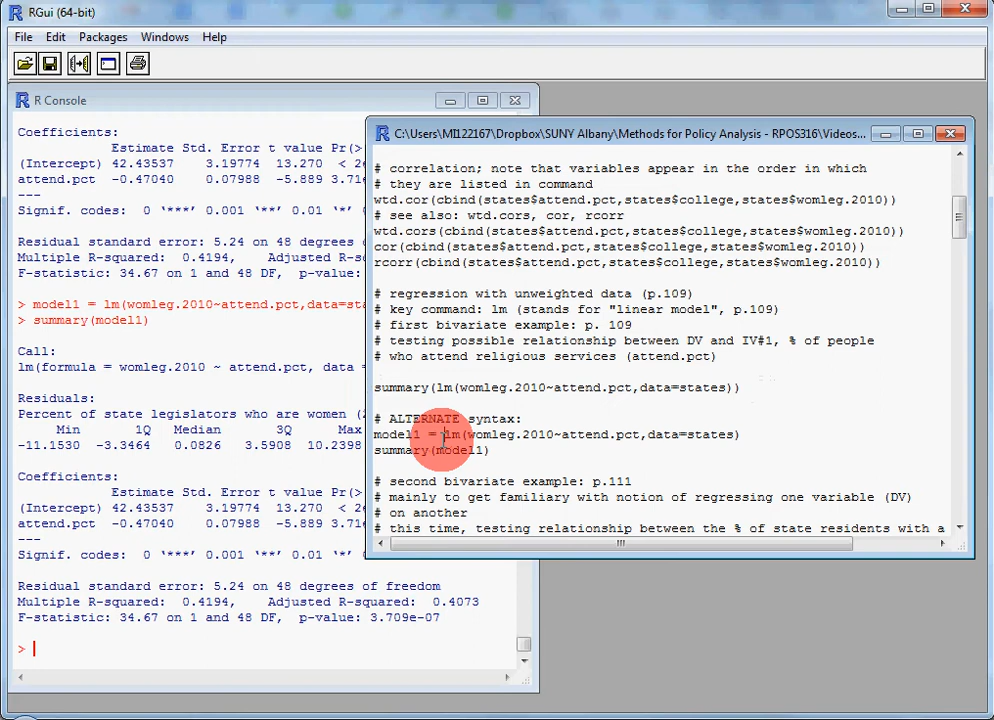 RGui (64-bit)
File Edit Packages Windows Help
R Console
Coefficients:
Estimate Std. Error t value Pr(>
(Intercept) 42.43537 3.19774 13.270 < 2e
attend.pct -0.47040 0.07988 -5.889 3.71e
---
Signif. codes: 0 ‘***’ 0.001 ‘**’ 0.01 ‘*’ 
Residual standard error: 5.24 on 48 degrees o
Multiple R-squared: 0.4194, Adjusted R-s
F-statistic: 34.67 on 1 and 48 DF, p-value:
> model1 = lm(womleg.2010~attend.pct,data=sta
> summary(model1)
Call:
lm(formula = womleg.2010 ~ attend.pct, data =
Residuals:
Percent of state legislators who are women (2
Min 1Q Median 3Q Max
-11.1530 -3.3464 0.0826 3.5908 10.2398
Coefficients:
Estimate Std. Error t value Pr(>
(Intercept) 42.43537 3.19774 13.270 < 2e
attend.pct -0.47040 0.07988 -5.889 3.71e
---
Signif. codes: 0 ‘***’ 0.001 ‘**’ 0.01 ‘*’ 
Residual standard error: 5.24 on 48 degrees of freedom
Multiple R-squared: 0.4194, Adjusted R-squared: 0.4073
F-statistic: 34.67 on 1 and 48 DF, p-value: 3.709e-07
>
C:\Users\MI122167\Dropbox\SUNY Albany\Methods for Policy Analysis - RPOS316\Videos...
# correlation; note that variables appear in the order in which
# they are listed in command
wtd.cor(cbind(states$attend.pct,states$college,states$womleg.2010))
# see also: wtd.cors, cor, rcorr
wtd.cors(cbind(states$attend.pct,states$college,states$womleg.2010))
cor(cbind(states$attend.pct,states$college,states$womleg.2010))
rcorr(cbind(states$attend.pct,states$college,states$womleg.2010))
# regression with unweighted data (p.109)
# key command: lm (stands for "linear model", p.109)
# first bivariate example: p. 109
# testing possible relationship between DV and IV#1, % of people
# who attend religious services (attend.pct)
summary(lm(womleg.2010~attend.pct,data=states))
# ALTERNATE syntax:
model1 = lm(womleg.2010~attend.pct,data=states)
summary(model1)
# second bivariate example: p.111
# mainly to get familiary with notion of regressing one variable (DV)
# on another
# this time, testing relationship between the % of state residents with a